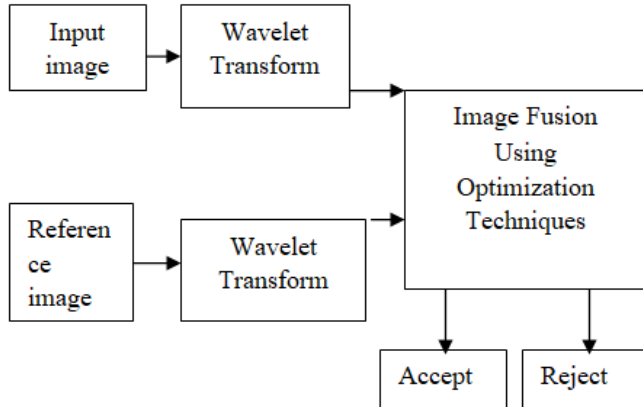 Input
image
Wavelet
Transform
Image Fusion
Using
Optimization
Techniques
Referen
ce
image
Wavelet
Transform
Accept
Reject